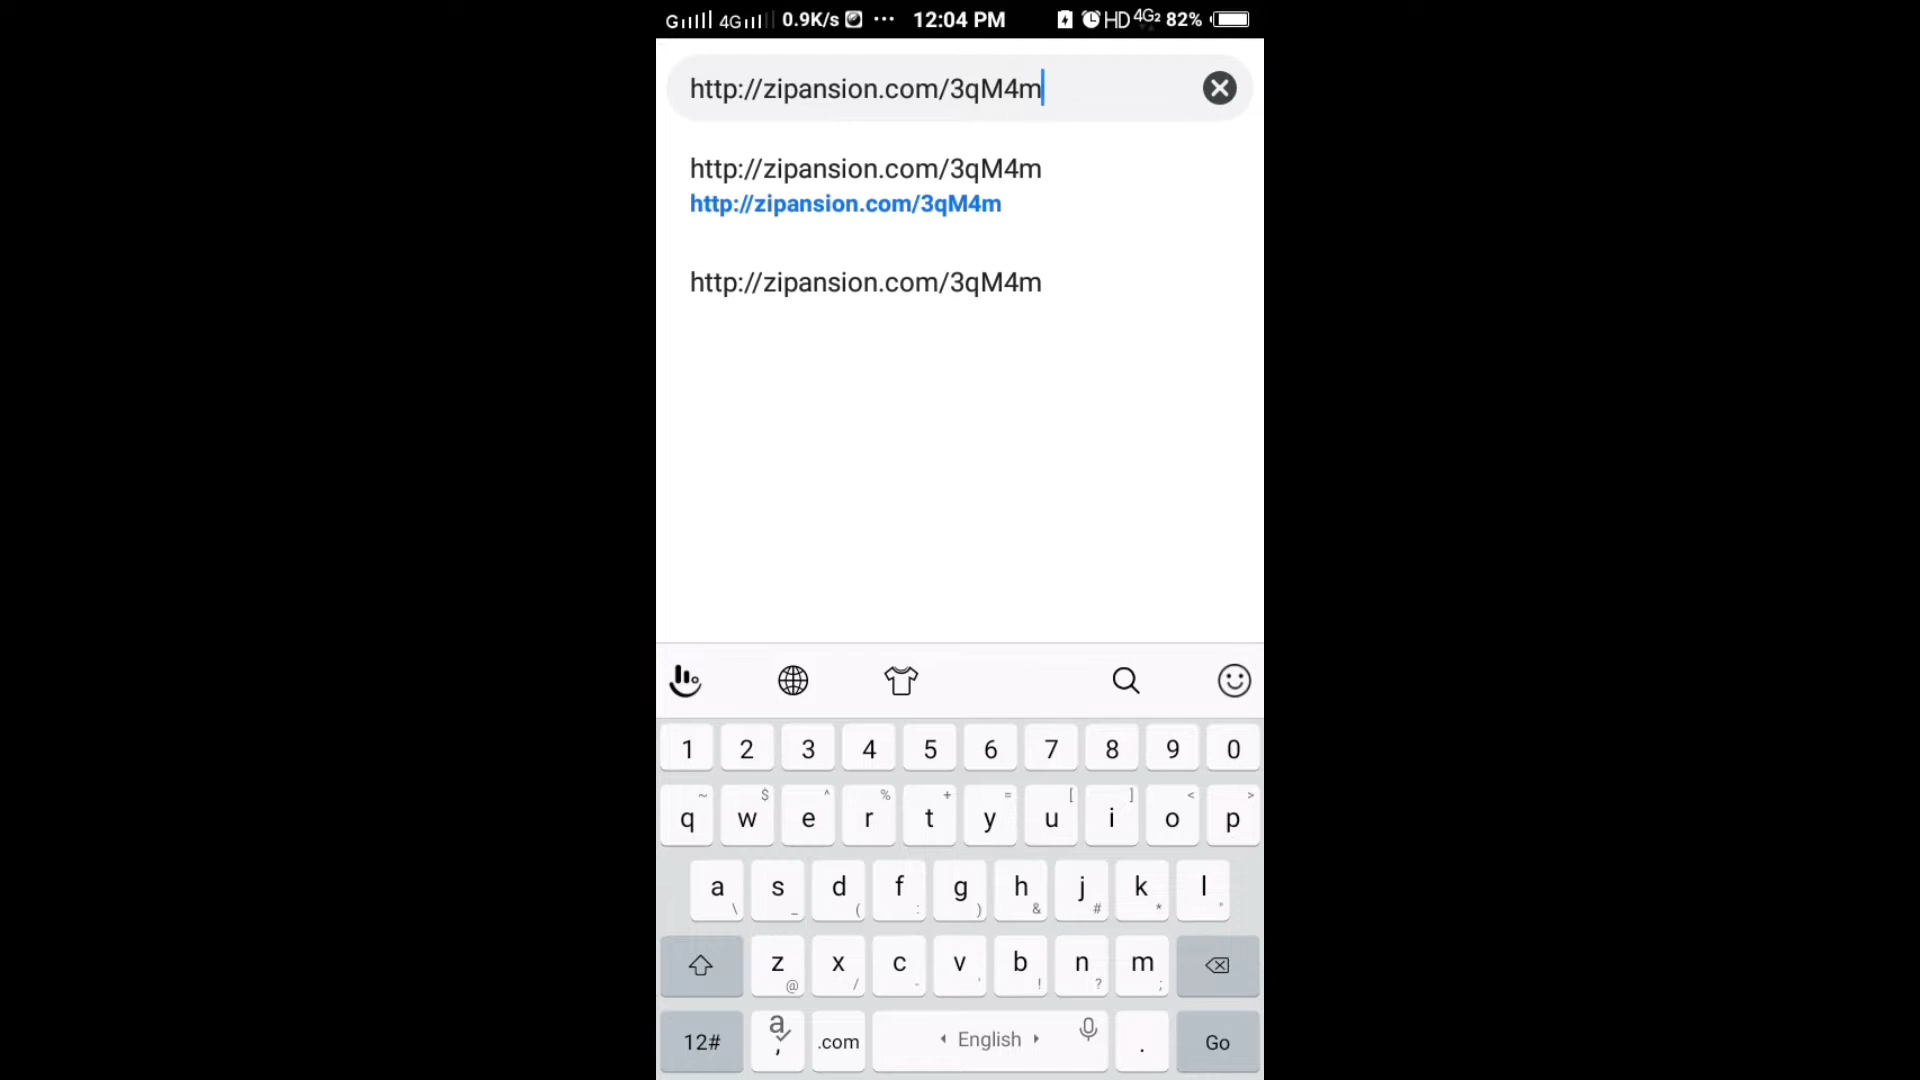 G 4G 0.9K/s ··· 12:04 PM HD 4G2 82%
http://zipansion.com/3qM4m
http://zipansion.com/3qM4m
http://zipansion.com/3qM4m
http://zipansion.com/3qM4m
1 2 3 4 5 6 7 8 9 0
~ $ ^ % + = [ ] < >
q w e r t y u i o p
a s d f g h j k l
\ _ ( : ) & # *
z x c v b n m
@ / - ' ! ? ;
12# a , .com English . Go